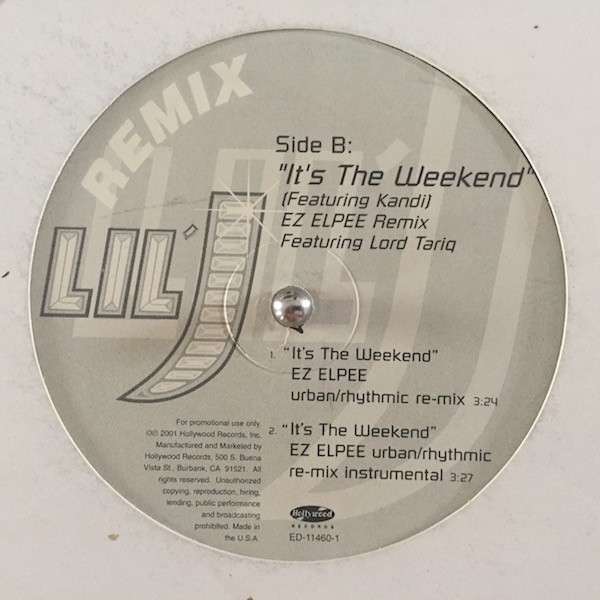 REMIX
LIL' J
Side B:
"It's The Weekend"
(Featuring Kandi)
EZ ELPEE Remix
Featuring Lord Tariq
1. "It's The Weekend"
EZ ELPEE
urban/rhythmic re-mix 3:24
2. "It's The Weekend"
EZ ELPEE urban/rhythmic
re-mix instrumental 3:27
For promotional use only.
℗© 2001 Hollywood Records, Inc.
Manufactured and Marketed by
Hollywood Records, 500 S. Buena
Vista St., Burbank, CA 91521. All
rights reserved. Unauthorized
copying, reproduction, hiring,
lending, public performance
and broadcasting
prohibited. Made in
the U.S.A.
Hollywood
RECORDS
ED-11460-1